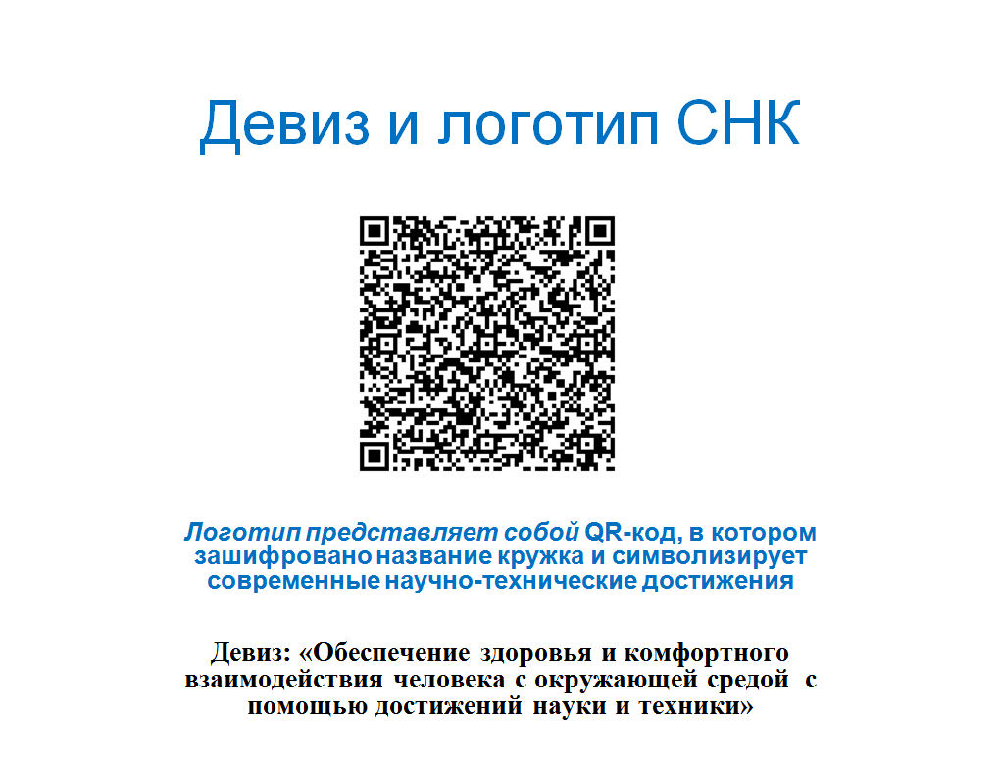 Девиз и логотип СНК
Логотип представляет собой QR-код, в котором
зашифровано название кружка и символизирует
современные научно-технические достижения
Девиз: «Обеспечение здоровья и комфортного
взаимодействия человека с окружающей средой с
помощью достижений науки и техники»